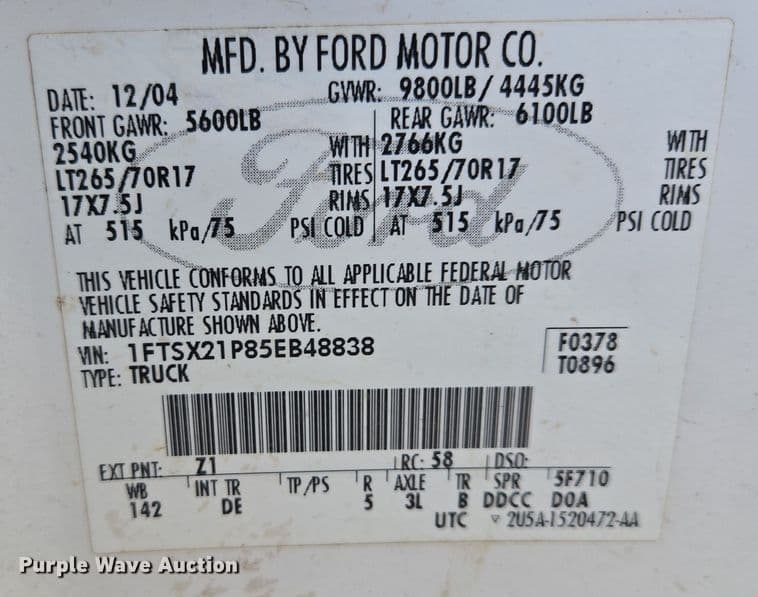 MFD. BY FORD MOTOR CO.
DATE: 12/04 GVWR: 9800LB/ 4445KG
FRONT GAWR: 5600LB REAR GAWR: 6100LB
2540KG WITH 2766KG WITH
LT265/70R17 TIRES LT265/70R17 TIRES
17X7.5J RIMS 17X7.5J RIMS
AT 515 kPa/75 PSI COLD AT 515 kPa/75 PSI COLD
Ford
THIS VEHICLE CONFORMS TO ALL APPLICABLE FEDERAL MOTOR
VEHICLE SAFETY STANDARDS IN EFFECT ON THE DATE OF
MANUFACTURE SHOWN ABOVE.
VIN: 1FTSX21P85EB48838 F0378
TYPE: TRUCK T0896
EXT PNT: Z1 RC: 58 DSO:
WB INT TR TP/PS R AXLE TR SPR 5F710
142 DE 5 3L B DDCC DOA
UTC ▽ 2U5A-1520472-AA
Purple Wave Auction